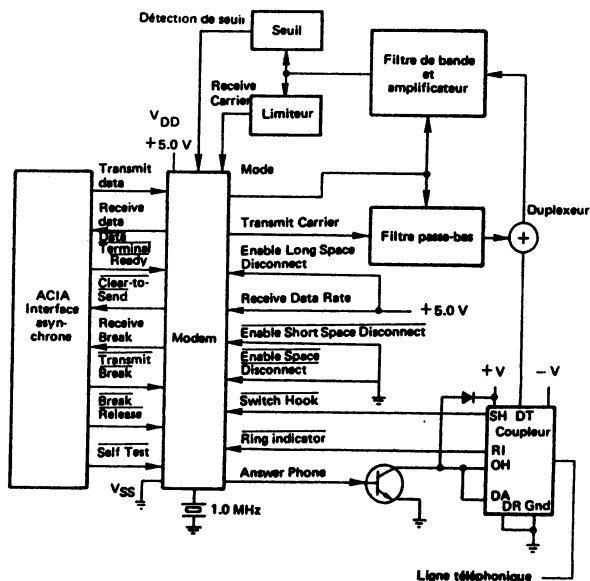 Détection de seuil
Seuil
Filtre de bande
et
amplificateur
Receive
Carrier
Limiteur
VDD
+5.0 V
Mode
Transmit
data
Receive
data
Data
Terminal
Ready
Clear-to-
Send
Receive
Break
Transmit
Break
Break
Release
Self Test
ACIA
Interface
asyn-
chrone
Modem
Transmit Carrier
Filtre passe-bas
Duplexeur
+
Enable Long Space
Disconnect
Receive Data Rate
+5.0 V
Enable Short Space Disconnect
Enable Space
Disconnect
Switch Hook
Ring indicator
Answer Phone
+V
-V
SH DT
Coupleur
RI
OH
DA
DR Gnd
VSS
1.0 MHz
Ligne téléphonique